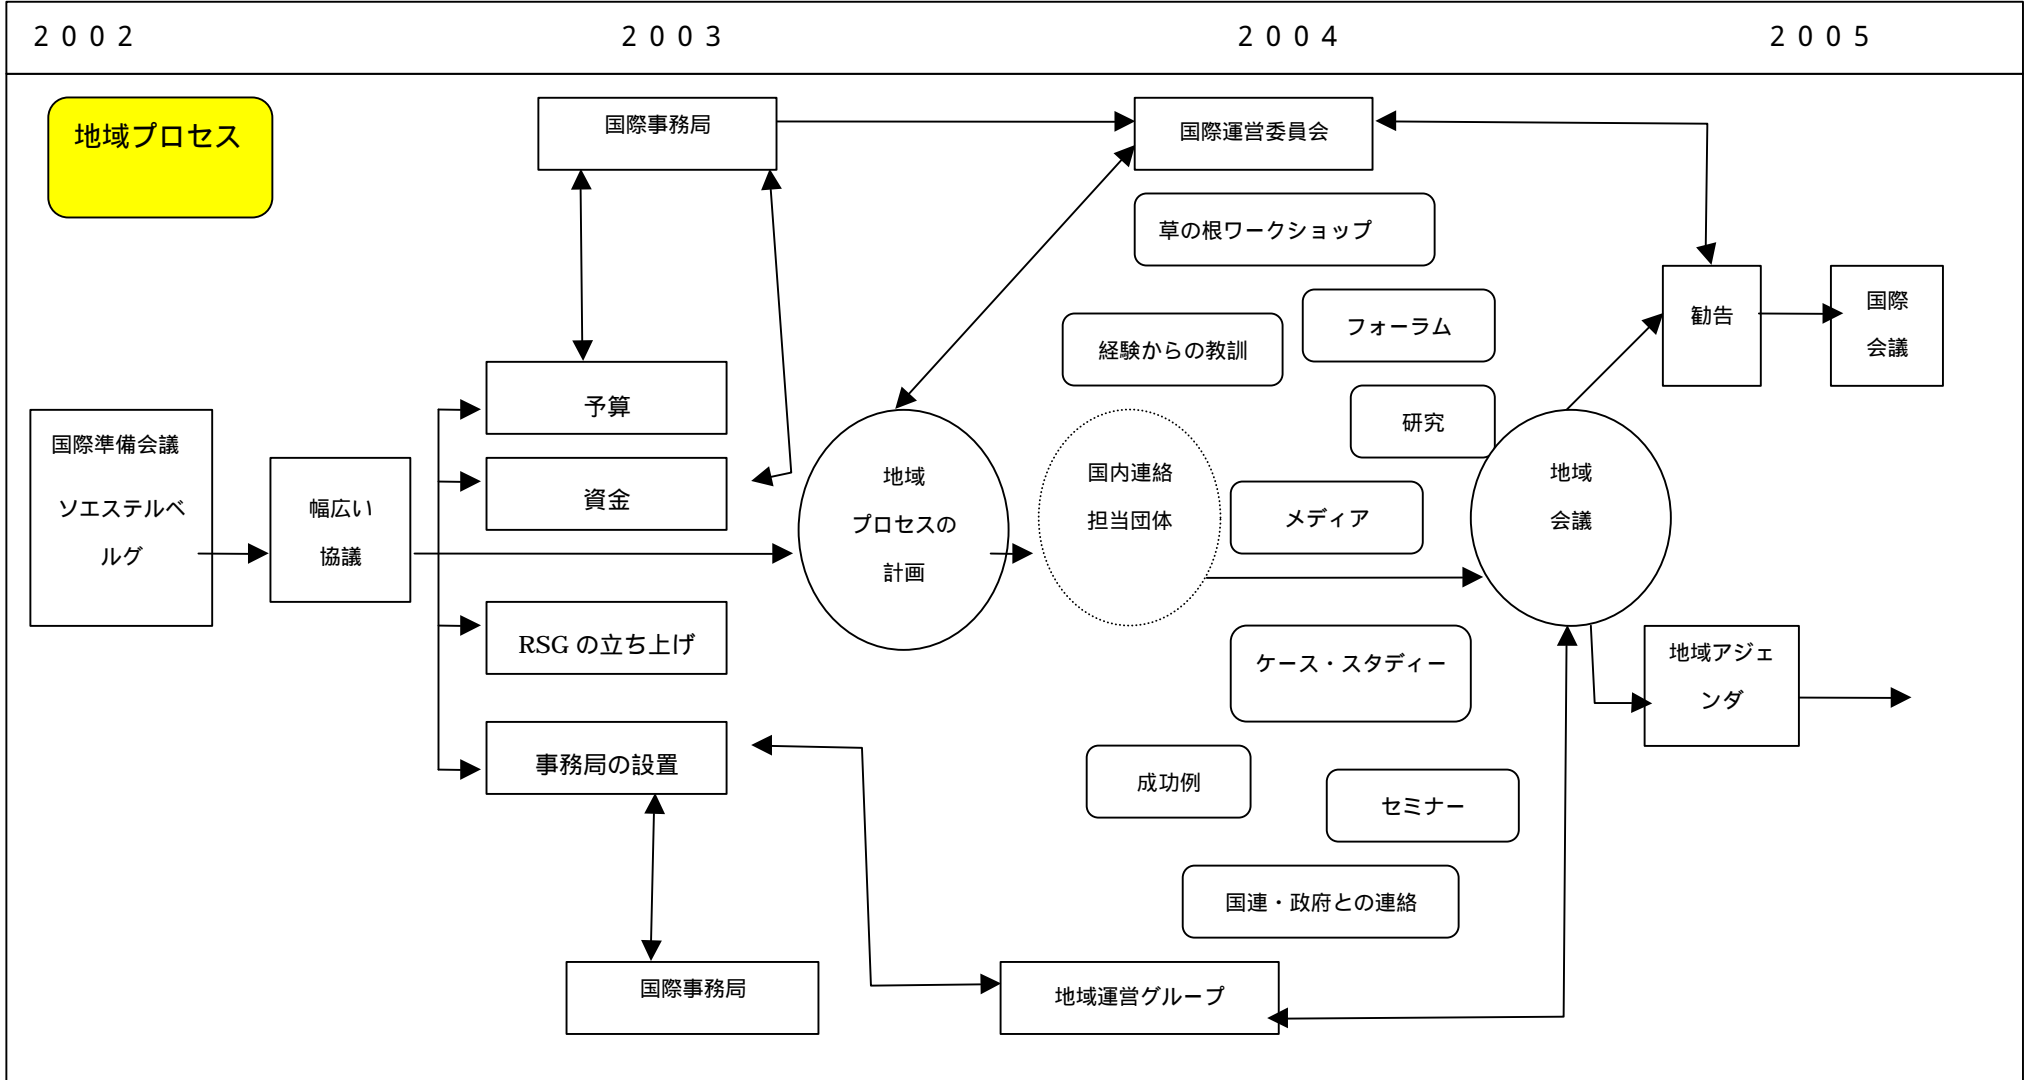 ２００２ ２００３ ２００４ ２００５
地域プロセス
国際事務局
国際運営委員会
草の根ワークショップ
フォーラム
経験からの教訓
勧告
国際
会議
予算
研究
国際準備会議
ソエステルベ
ルグ
幅広い
協議
資金
地域
プロセスの
計画
国内連絡
担当団体
メディア
地域
会議
RSG の立ち上げ
ケース・スタディー
地域アジェ
ンダ
事務局の設置
成功例
セミナー
国連・政府との連絡
国際事務局
地域運営グループ